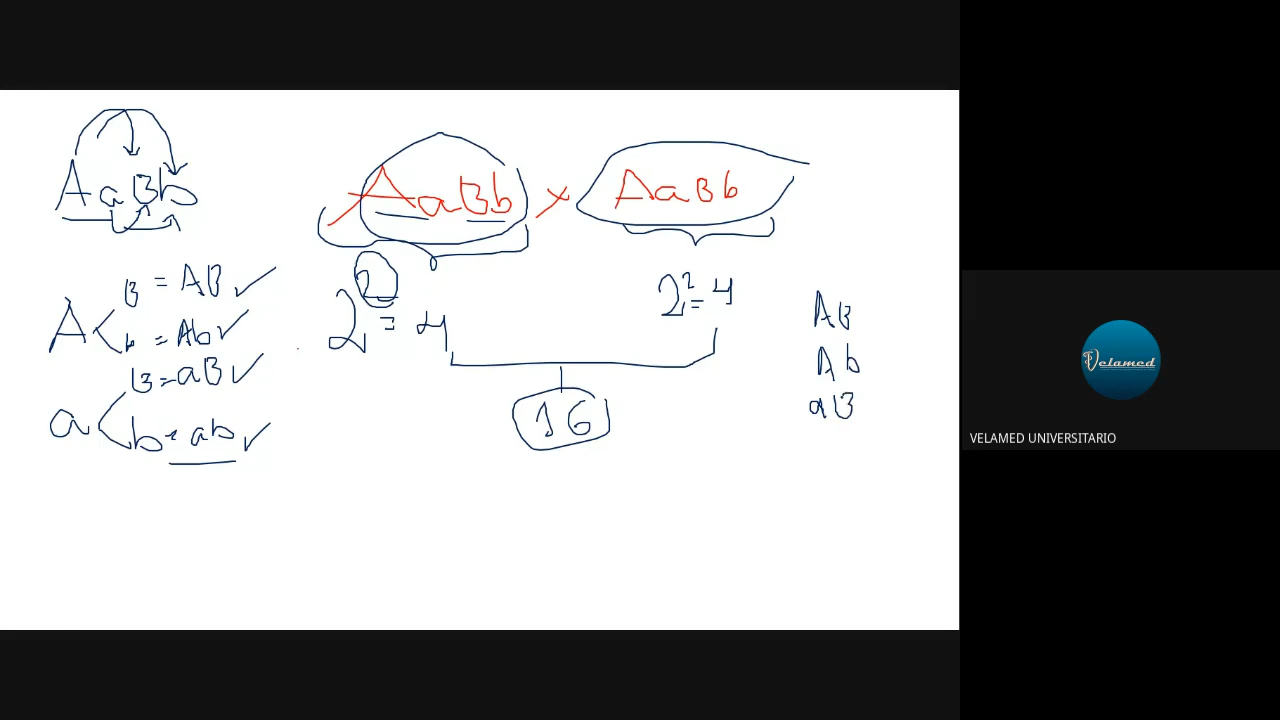 AaBb
AaBb x AaBb
B = AB
A
b = Ab
B = aB
a
b = ab
2² = 4
2² = 4
16
AB
Ab
aB
Velamed
VELAMED UNIVERSITARIO